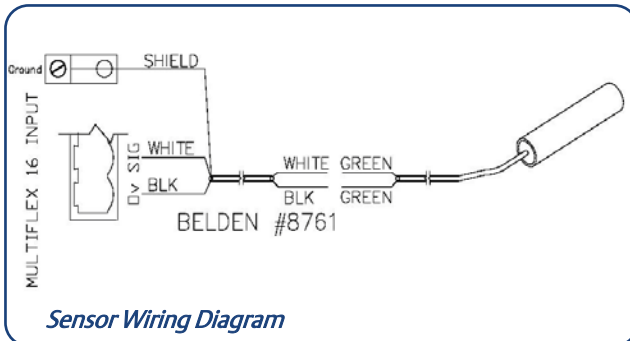 Ground
SHIELD
MULTIFLEX 16 INPUT
SIG
0v
WHITE
BLK
WHITE GREEN
BLK GREEN
BELDEN #8761
Sensor Wiring Diagram